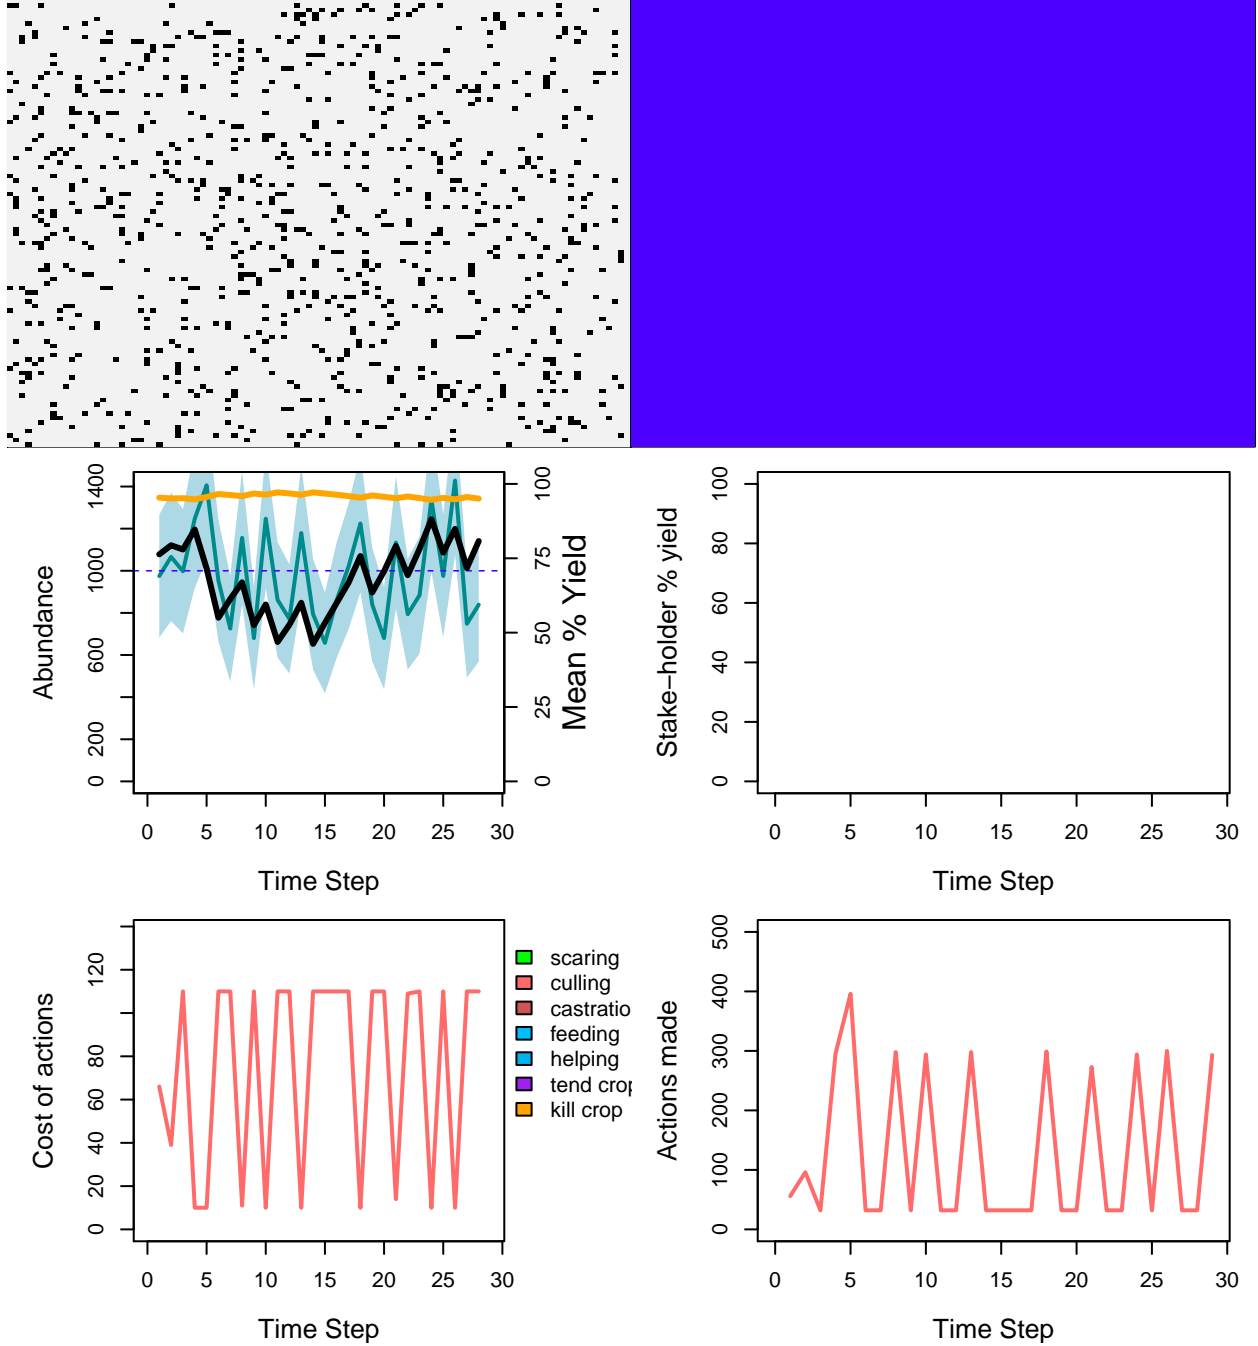 0 200 600 1000 1400
Abundance
0 25 50 75 100
Mean % Yield
0 5 10 15 20 25 30
Time Step
0 20 40 60 80 100
Stake−holder % yield
0 5 10 15 20 25 30
Time Step
0 20 40 60 80 120
Cost of actions
0 5 10 15 20 25 30
Time Step
scaring
culling
castratio
feeding
helping
tend crop
kill crop
0 100 200 300 400 500
Actions made
0 5 10 15 20 25 30
Time Step